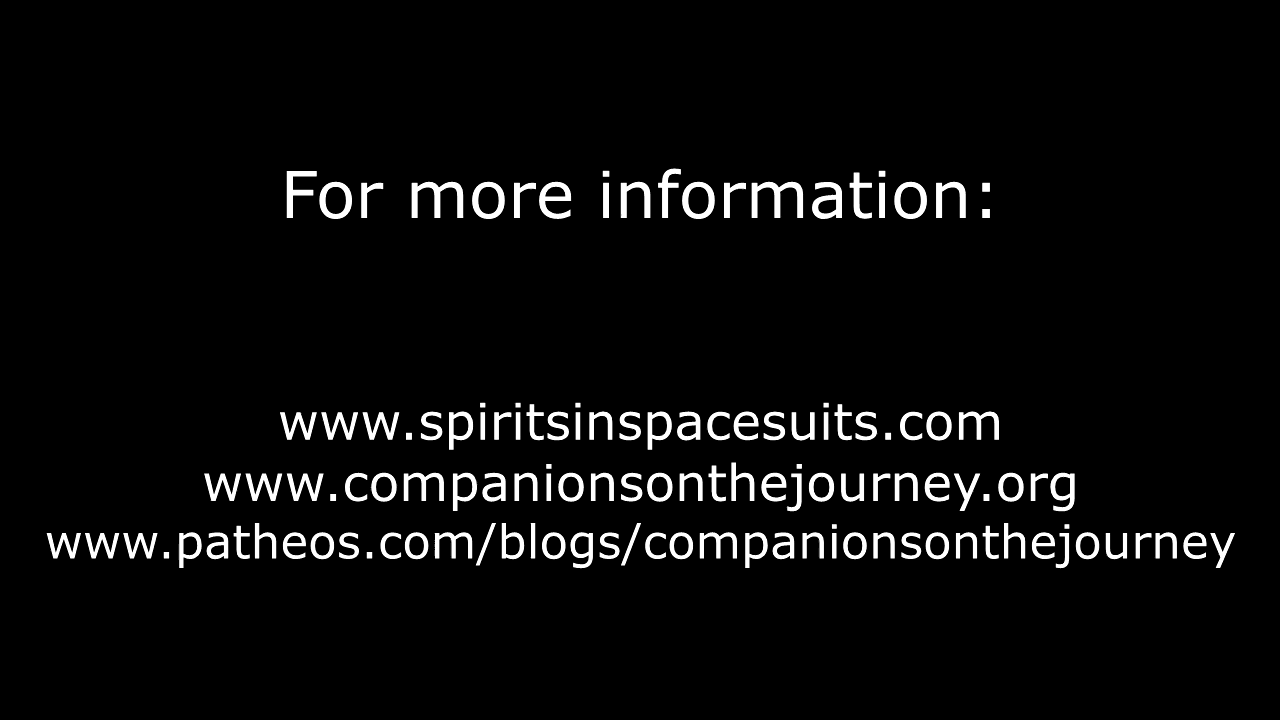 For more information:
www.spiritsinspacesuits.com
www.companionsonthejourney.org
www.patheos.com/blogs/companionsonthejourney